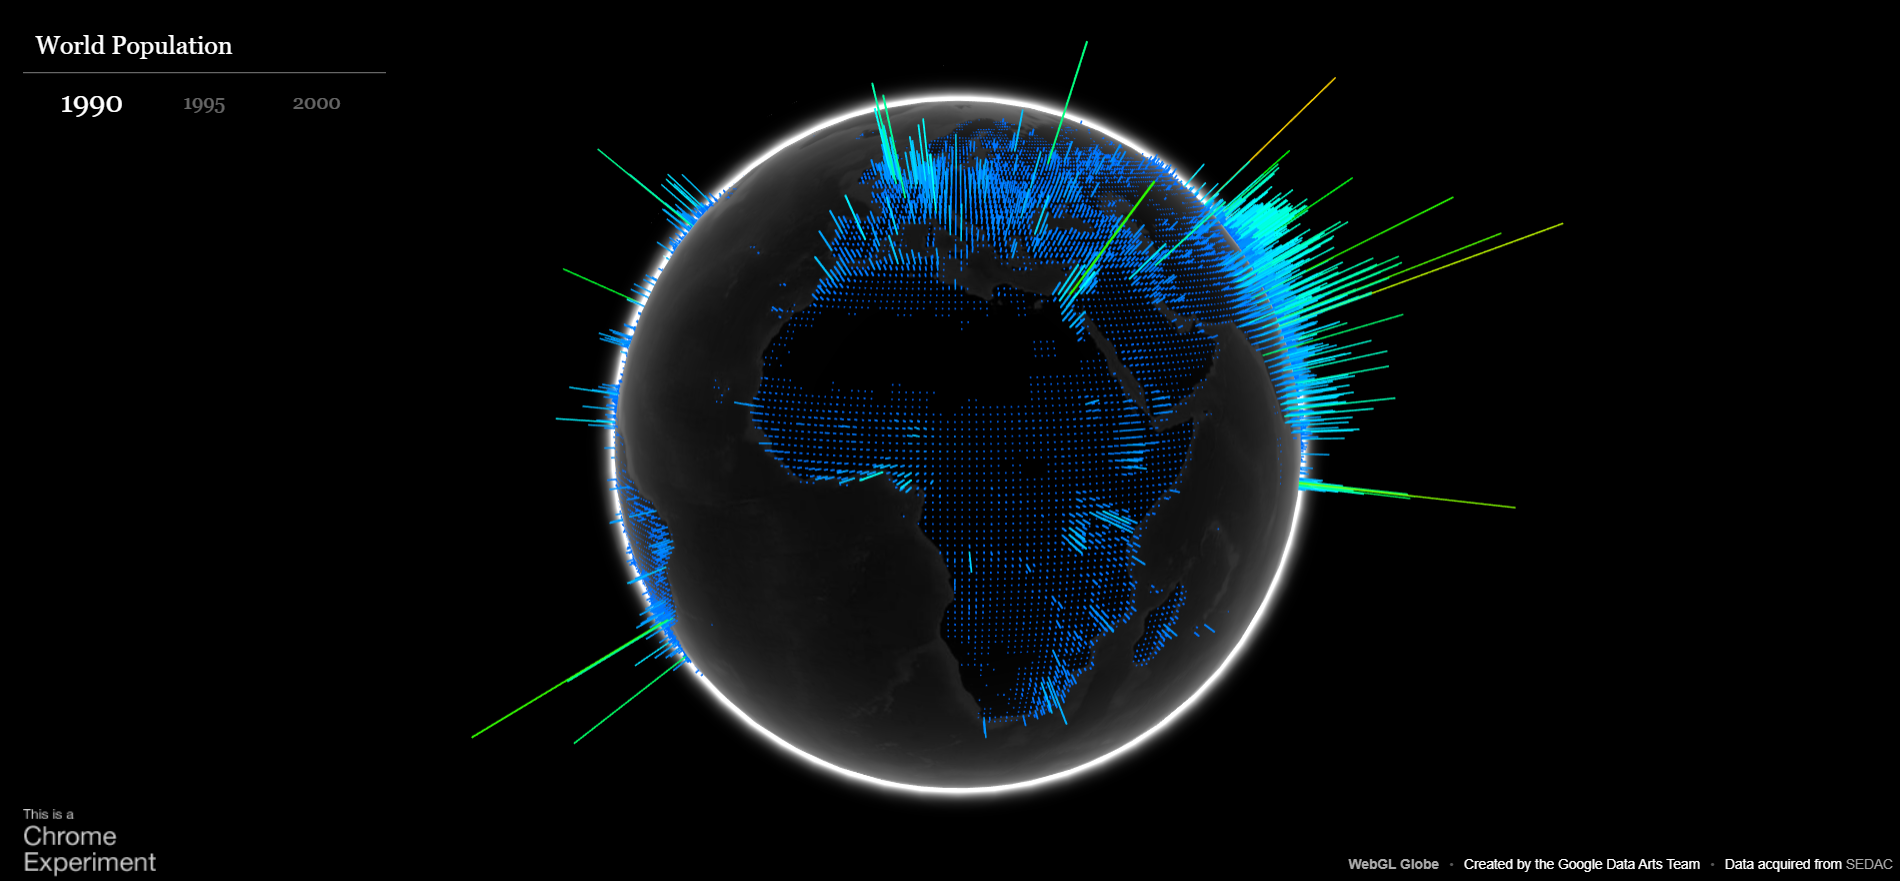 World Population
1990 1995 2000
This is a
Chrome
Experiment
WebGL Globe • Created by the Google Data Arts Team • Data acquired from SEDAC